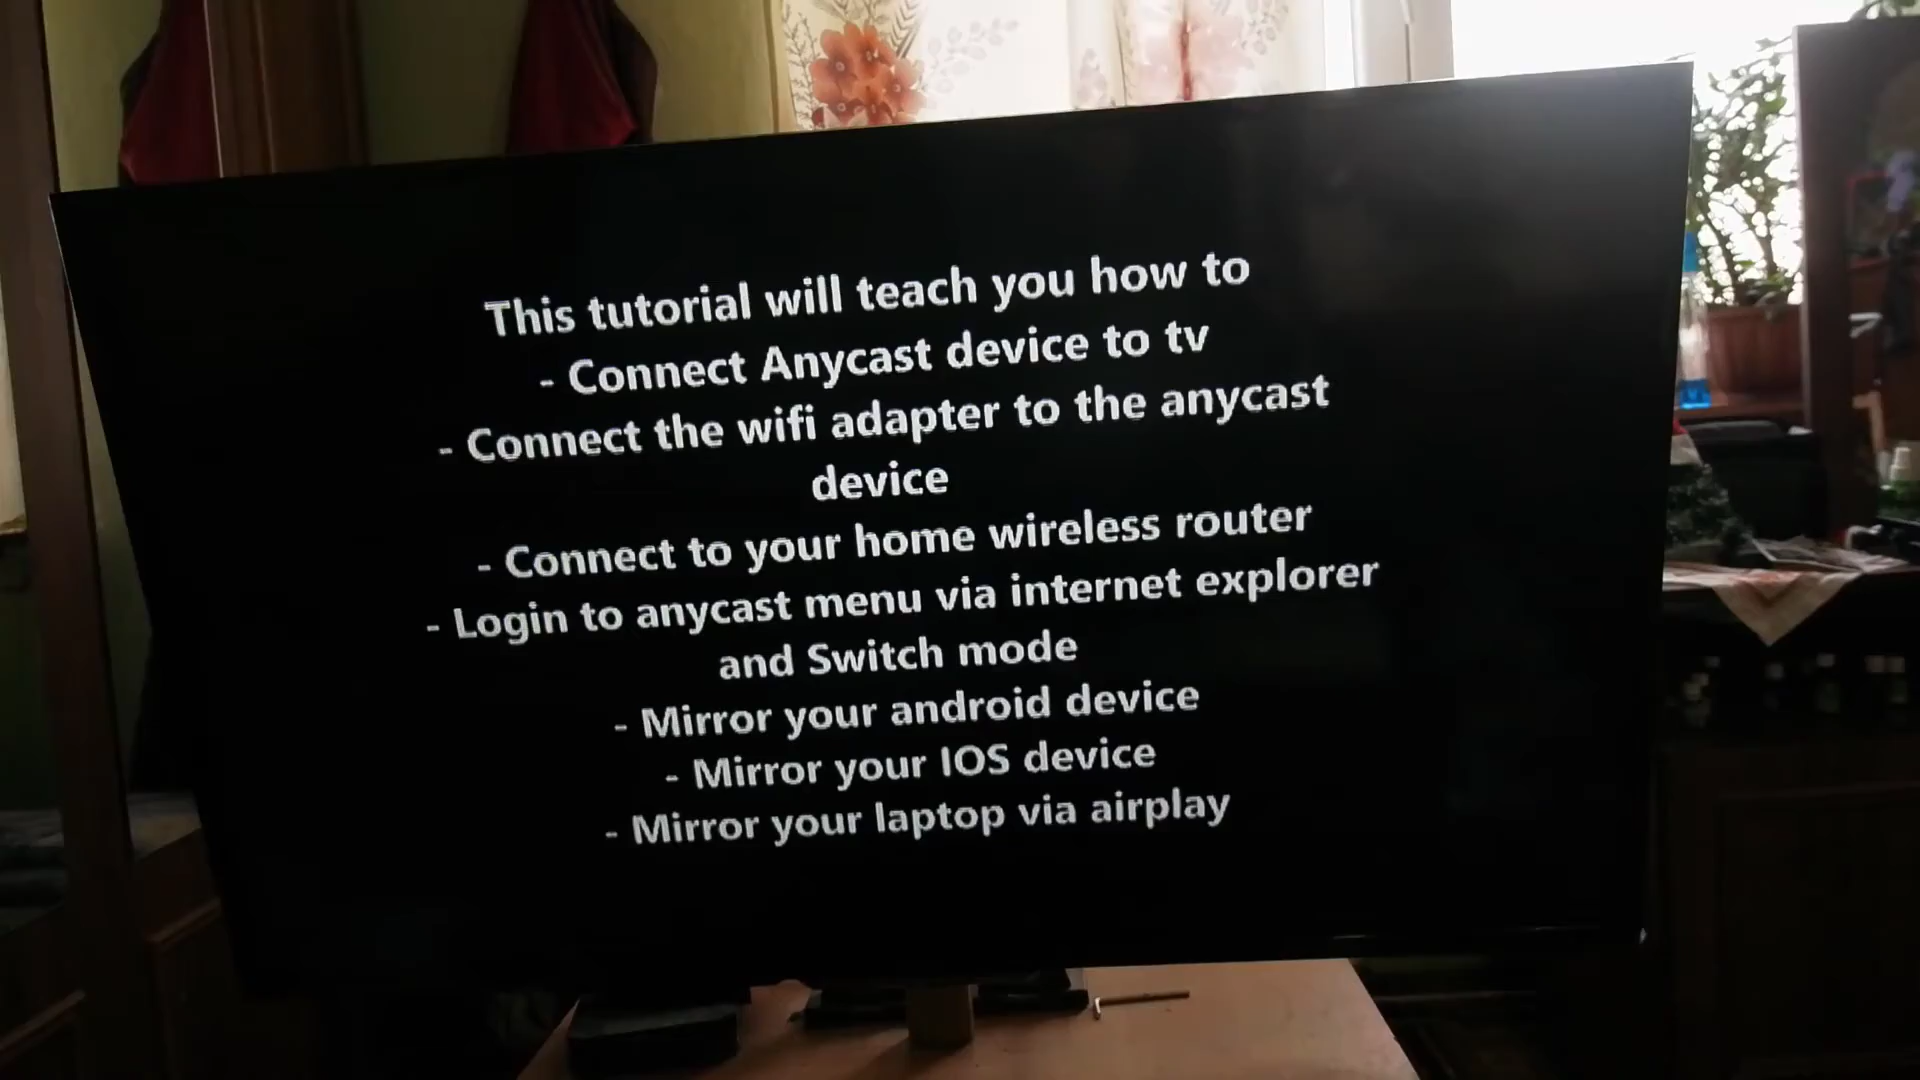 This tutorial will teach you how to
- Connect Anycast device to tv
- Connect the wifi adapter to the anycast
device
- Connect to your home wireless router
- Login to anycast menu via internet explorer
and Switch mode
- Mirror your android device
- Mirror your IOS device
- Mirror your laptop via airplay